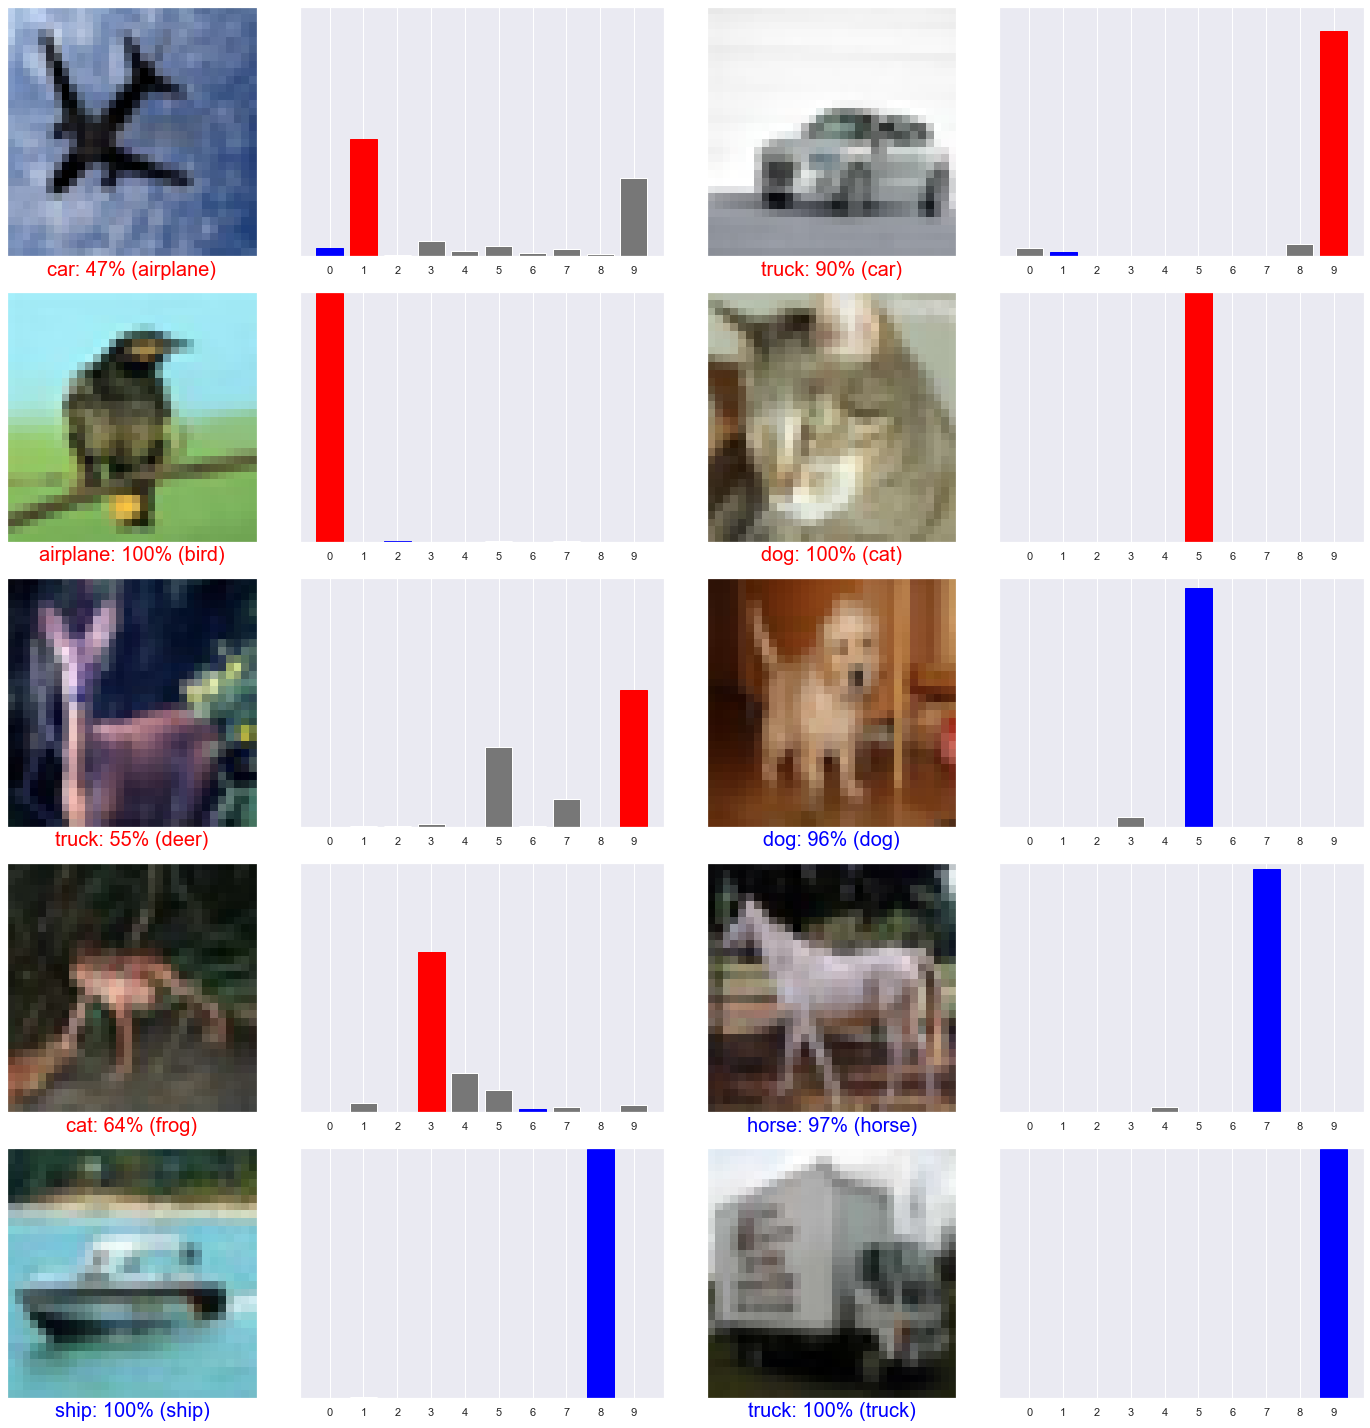 0 1 2 3 4 5 6 7 8 9
0 1 2 3 4 5 6 7 8 9
car: 47% (airplane)
truck: 90% (car)
0 1 2 3 4 5 6 7 8 9
0 1 2 3 4 5 6 7 8 9
airplane: 100% (bird)
dog: 100% (cat)
0 1 2 3 4 5 6 7 8 9
0 1 2 3 4 5 6 7 8 9
truck: 55% (deer)
dog: 96% (dog)
0 1 2 3 4 5 6 7 8 9
0 1 2 3 4 5 6 7 8 9
cat: 64% (frog)
horse: 97% (horse)
0 1 2 3 4 5 6 7 8 9
0 1 2 3 4 5 6 7 8 9
ship: 100% (ship)
truck: 100% (truck)